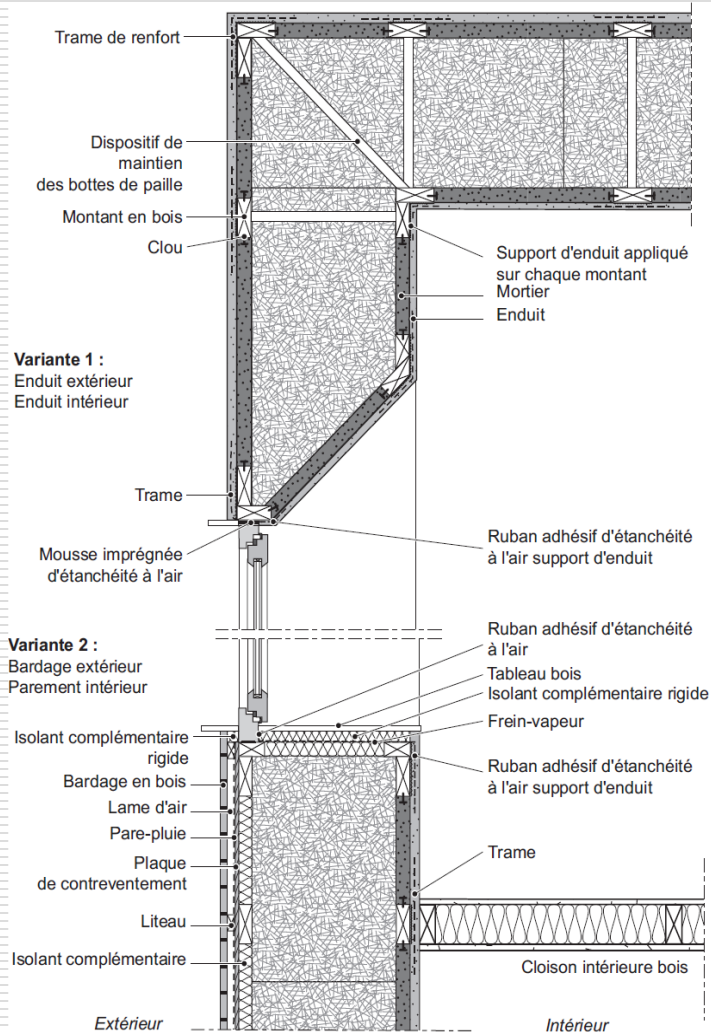 Trame de renfort
Dispositif de
maintien
des bottes de paille
Montant en bois
Clou
Support d'enduit appliqué
sur chaque montant
Mortier
Enduit
Variante 1 :
Enduit extérieur
Enduit intérieur
Trame
Mousse imprégnée
d'étanchéité à l'air
Ruban adhésif d'étanchéité
à l'air support d'enduit
Variante 2 :
Bardage extérieur
Parement intérieur
Ruban adhésif d'étanchéité
à l'air
Tableau bois
Isolant complémentaire rigide
Frein-vapeur
Ruban adhésif d'étanchéité
à l'air support d'enduit
Isolant complémentaire
rigide
Bardage en bois
Lame d'air
Pare-pluie
Plaque
de contreventement
Liteau
Isolant complémentaire
Trame
Cloison intérieure bois
Extérieur
Intérieur